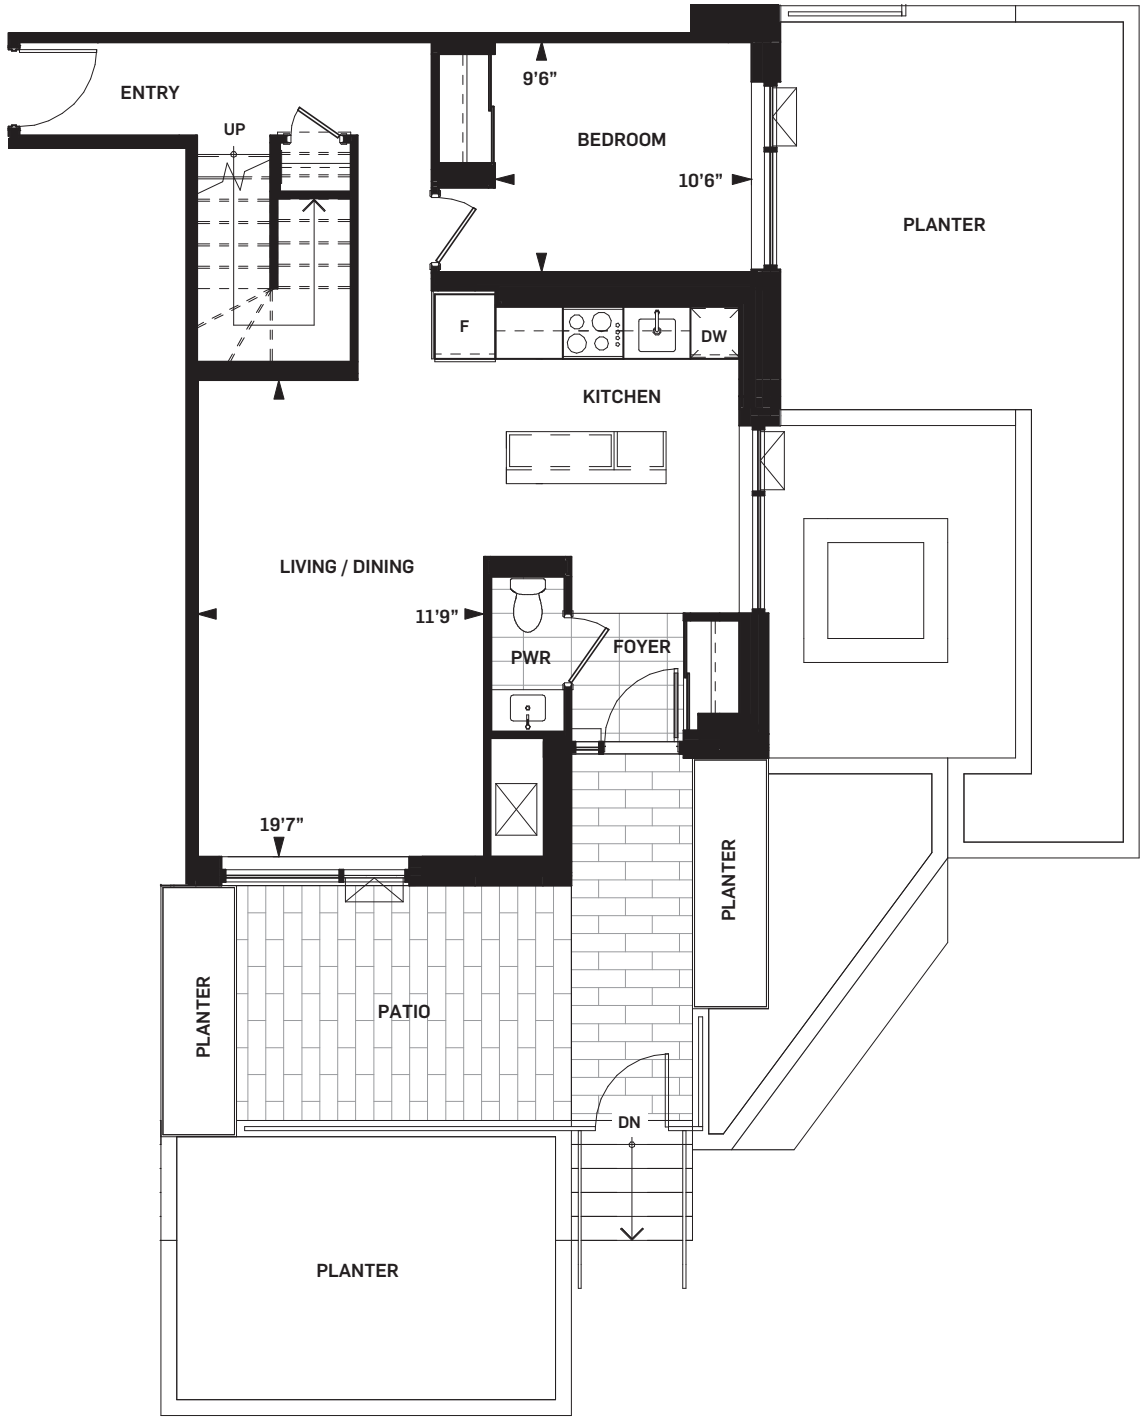 ENTRY
UP
9’6”
BEDROOM
10’6”
PLANTER
F
DW
KITCHEN
LIVING / DINING
11’9”
PWR
FOYER
19’7”
PLANTER
PLANTER
PATIO
DN
PLANTER